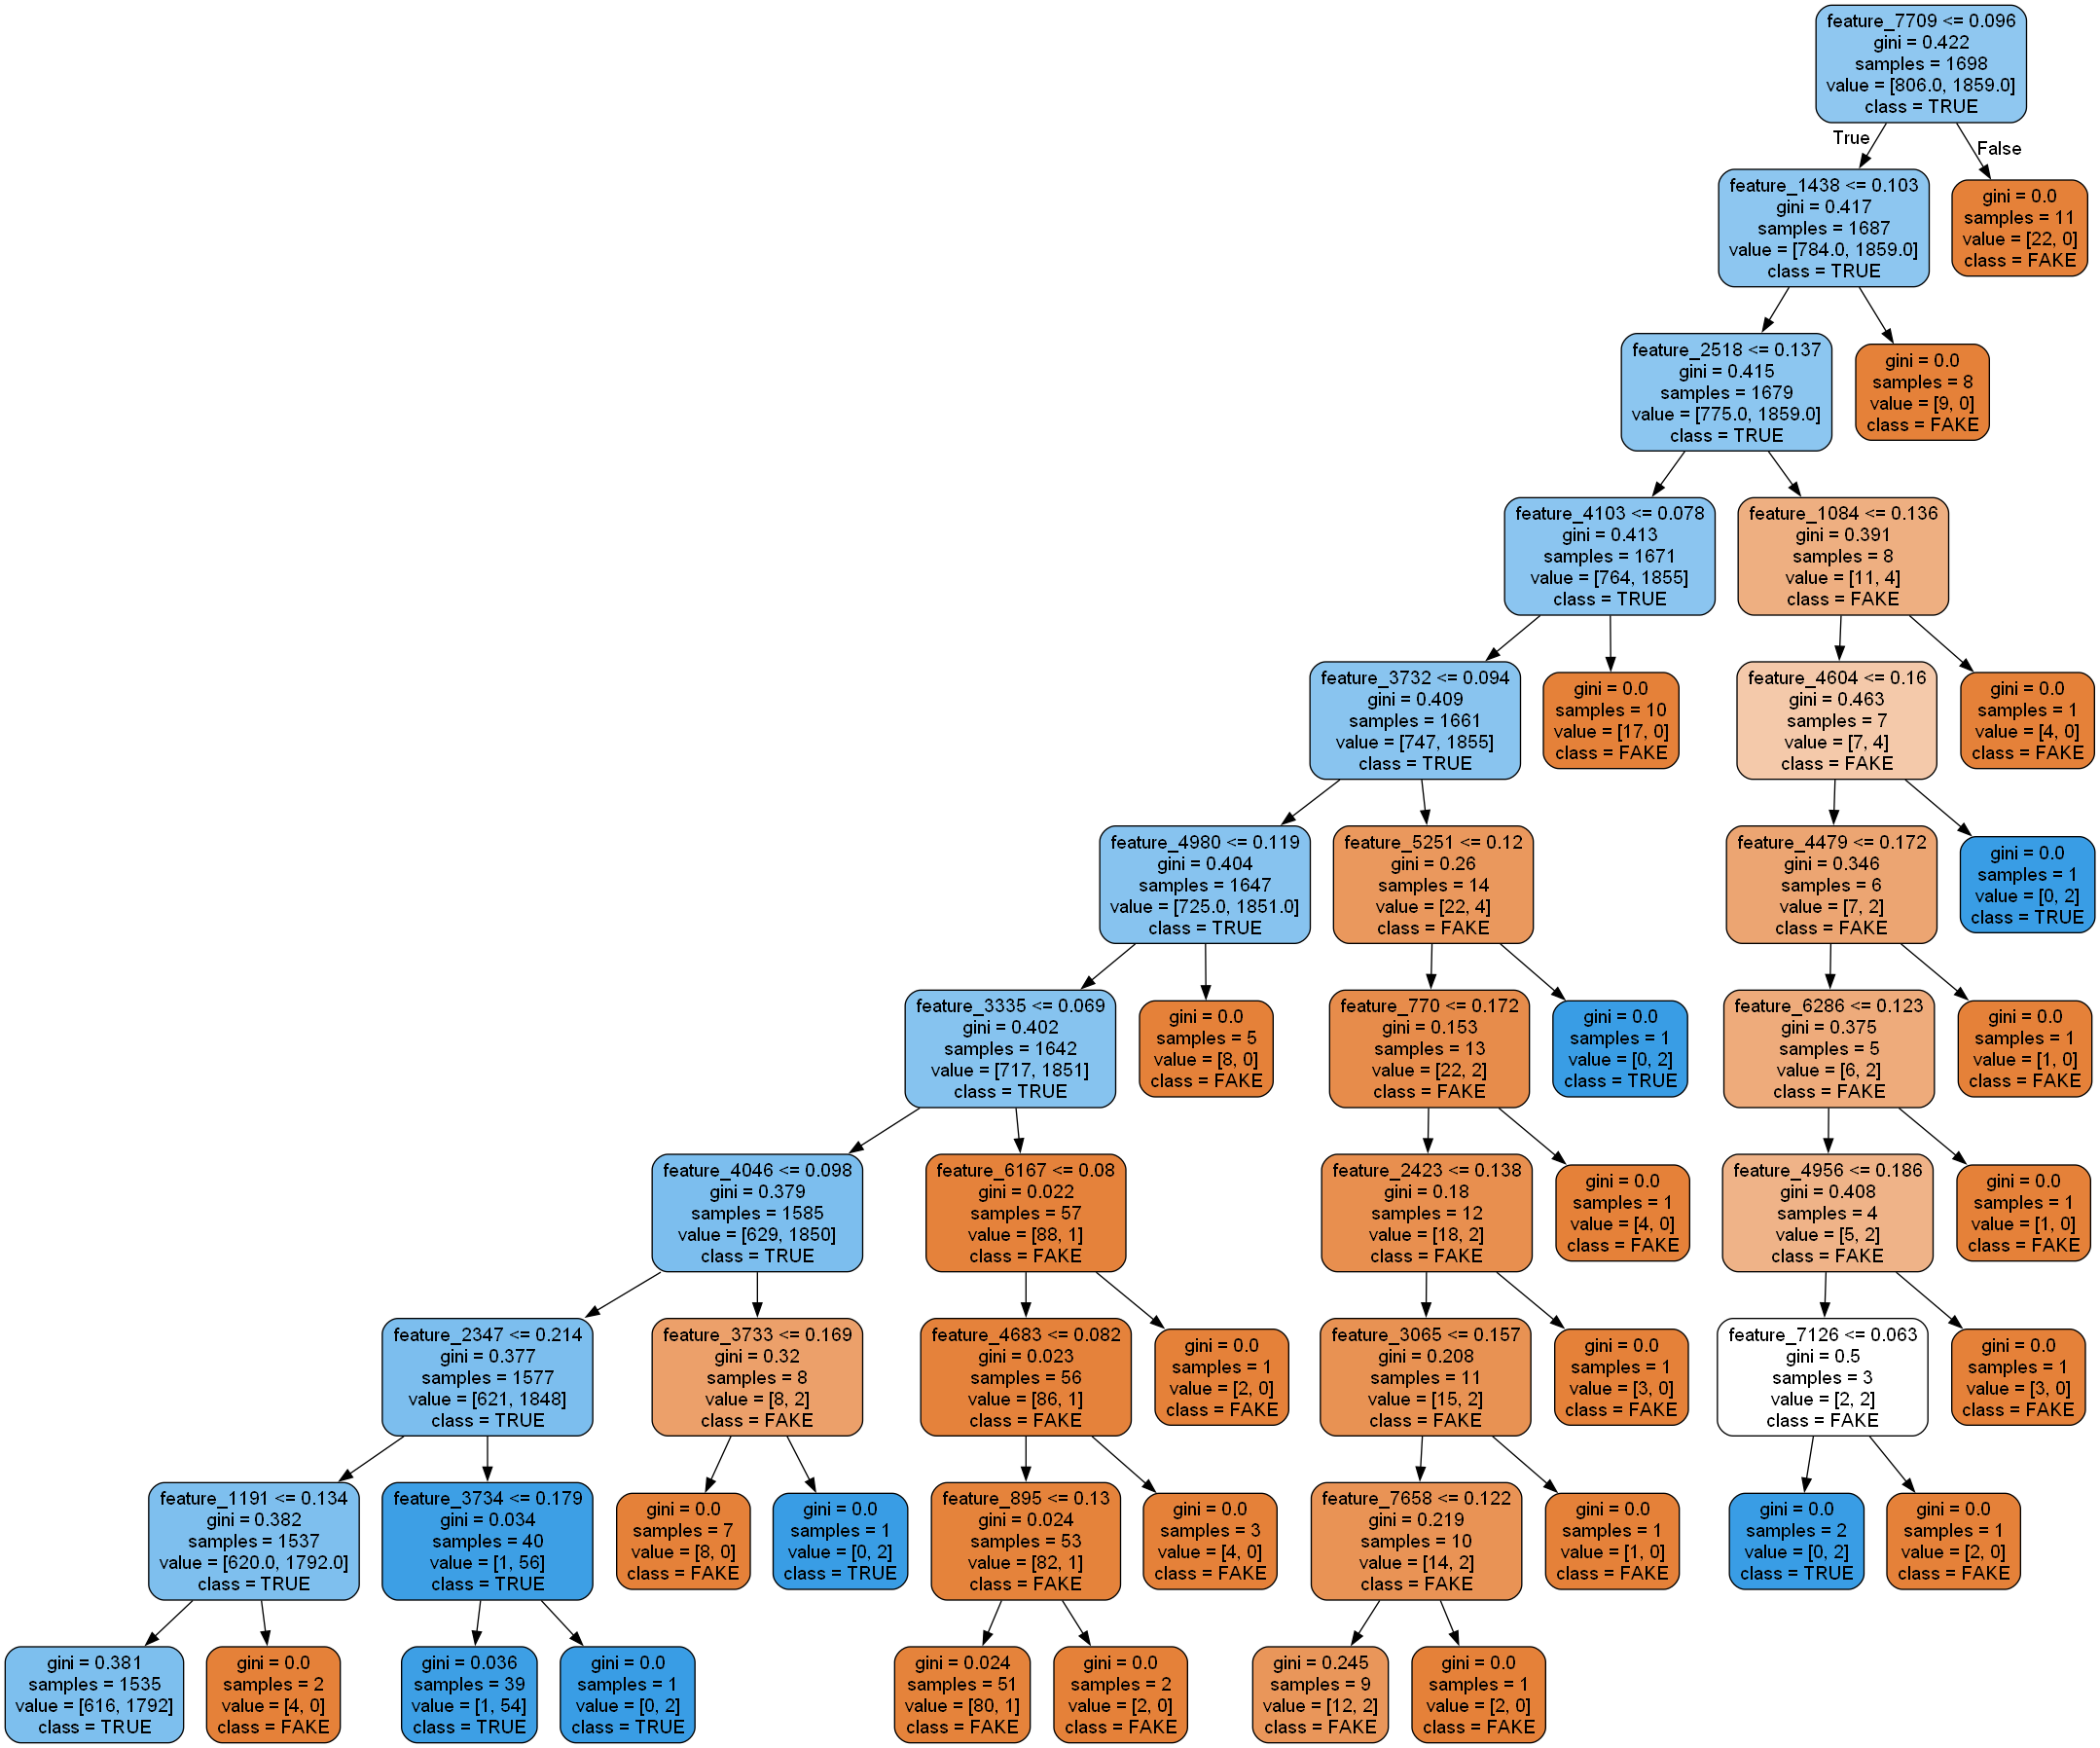 feature_7709 <= 0.096
gini = 0.422
samples = 1698
value = [806.0, 1859.0]
class = TRUE
True
False
feature_1438 <= 0.103
gini = 0.417
samples = 1687
value = [784.0, 1859.0]
class = TRUE
gini = 0.0
samples = 11
value = [22, 0]
class = FAKE
feature_2518 <= 0.137
gini = 0.415
samples = 1679
value = [775.0, 1859.0]
class = TRUE
gini = 0.0
samples = 8
value = [9, 0]
class = FAKE
feature_4103 <= 0.078
gini = 0.413
samples = 1671
value = [764, 1855]
class = TRUE
feature_1084 <= 0.136
gini = 0.391
samples = 8
value = [11, 4]
class = FAKE
feature_3732 <= 0.094
gini = 0.409
samples = 1661
value = [747, 1855]
class = TRUE
gini = 0.0
samples = 10
value = [17, 0]
class = FAKE
feature_4604 <= 0.16
gini = 0.463
samples = 7
value = [7, 4]
class = FAKE
gini = 0.0
samples = 1
value = [4, 0]
class = FAKE
feature_4980 <= 0.119
gini = 0.404
samples = 1647
value = [725.0, 1851.0]
class = TRUE
feature_5251 <= 0.12
gini = 0.26
samples = 14
value = [22, 4]
class = FAKE
feature_4479 <= 0.172
gini = 0.346
samples = 6
value = [7, 2]
class = FAKE
gini = 0.0
samples = 1
value = [0, 2]
class = TRUE
feature_3335 <= 0.069
gini = 0.402
samples = 1642
value = [717, 1851]
class = TRUE
gini = 0.0
samples = 5
value = [8, 0]
class = FAKE
feature_770 <= 0.172
gini = 0.153
samples = 13
value = [22, 2]
class = FAKE
gini = 0.0
samples = 1
value = [0, 2]
class = TRUE
feature_6286 <= 0.123
gini = 0.375
samples = 5
value = [6, 2]
class = FAKE
gini = 0.0
samples = 1
value = [1, 0]
class = FAKE
feature_4046 <= 0.098
gini = 0.379
samples = 1585
value = [629, 1850]
class = TRUE
feature_6167 <= 0.08
gini = 0.022
samples = 57
value = [88, 1]
class = FAKE
feature_2423 <= 0.138
gini = 0.18
samples = 12
value = [18, 2]
class = FAKE
gini = 0.0
samples = 1
value = [4, 0]
class = FAKE
feature_4956 <= 0.186
gini = 0.408
samples = 4
value = [5, 2]
class = FAKE
gini = 0.0
samples = 1
value = [1, 0]
class = FAKE
feature_2347 <= 0.214
gini = 0.377
samples = 1577
value = [621, 1848]
class = TRUE
feature_3733 <= 0.169
gini = 0.32
samples = 8
value = [8, 2]
class = FAKE
feature_4683 <= 0.082
gini = 0.023
samples = 56
value = [86, 1]
class = FAKE
gini = 0.0
samples = 1
value = [2, 0]
class = FAKE
feature_3065 <= 0.157
gini = 0.208
samples = 11
value = [15, 2]
class = FAKE
gini = 0.0
samples = 1
value = [3, 0]
class = FAKE
feature_7126 <= 0.063
gini = 0.5
samples = 3
value = [2, 2]
class = FAKE
gini = 0.0
samples = 1
value = [3, 0]
class = FAKE
feature_1191 <= 0.134
gini = 0.382
samples = 1537
value = [620.0, 1792.0]
class = TRUE
feature_3734 <= 0.179
gini = 0.034
samples = 40
value = [1, 56]
class = TRUE
gini = 0.0
samples = 7
value = [8, 0]
class = FAKE
gini = 0.0
samples = 1
value = [0, 2]
class = TRUE
feature_895 <= 0.13
gini = 0.024
samples = 53
value = [82, 1]
class = FAKE
gini = 0.0
samples = 3
value = [4, 0]
class = FAKE
feature_7658 <= 0.122
gini = 0.219
samples = 10
value = [14, 2]
class = FAKE
gini = 0.0
samples = 1
value = [1, 0]
class = FAKE
gini = 0.0
samples = 2
value = [0, 2]
class = TRUE
gini = 0.0
samples = 1
value = [2, 0]
class = FAKE
gini = 0.381
samples = 1535
value = [616, 1792]
class = TRUE
gini = 0.0
samples = 2
value = [4, 0]
class = FAKE
gini = 0.036
samples = 39
value = [1, 54]
class = TRUE
gini = 0.0
samples = 1
value = [0, 2]
class = TRUE
gini = 0.024
samples = 51
value = [80, 1]
class = FAKE
gini = 0.0
samples = 2
value = [2, 0]
class = FAKE
gini = 0.245
samples = 9
value = [12, 2]
class = FAKE
gini = 0.0
samples = 1
value = [2, 0]
class = FAKE